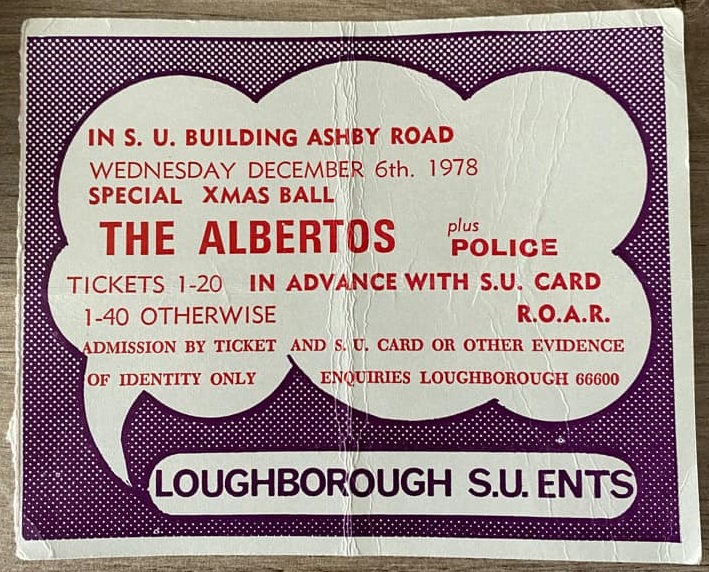 IN S. U. BUILDING ASHBY ROAD
WEDNESDAY DECEMBER 6th. 1978
SPECIAL XMAS BALL
THE ALBERTOS plus POLICE
TICKETS 1-20 IN ADVANCE WITH S.U. CARD
1-40 OTHERWISE R.O.A.R.
ADMISSION BY TICKET AND S. U. CARD OR OTHER EVIDENCE
OF IDENTITY ONLY ENQUIRIES LOUGHBOROUGH 66600
LOUGHBOROUGH S.U. ENTS